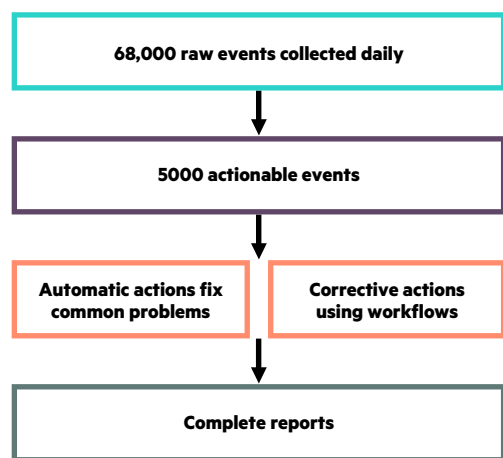 68,000 raw events collected daily
5000 actionable events
Automatic actions fix
common problems
Corrective actions
using workflows
Complete reports